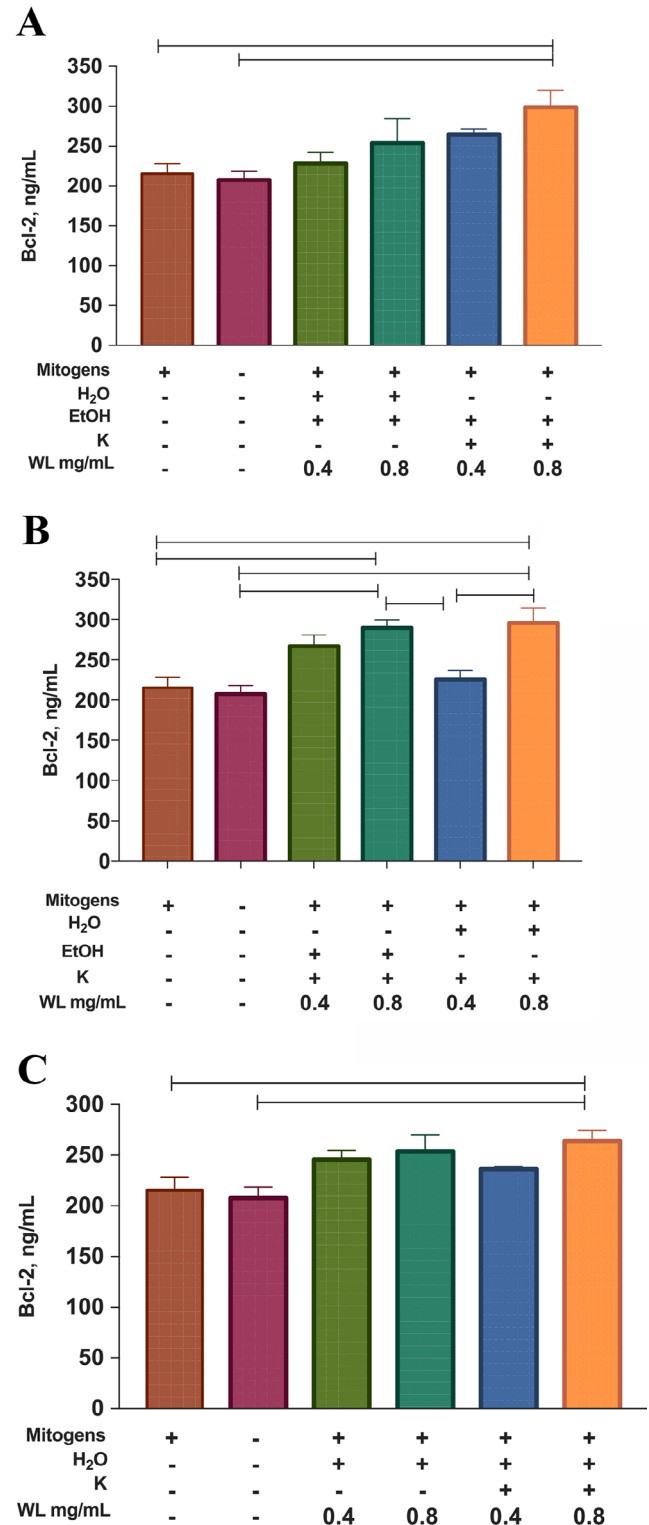 A
350
300
250
200
150
100
50
0
Bcl-2, ng/mL
Mitogens + - + + + +
H₂O - - + + - -
EtOH - - + + + +
K - - - - + +
WL mg/mL - - 0.4 0.8 0.4 0.8
B
350
300
250
200
150
100
50
0
Bcl-2, ng/mL
Mitogens + - + + + +
H₂O - - - - + +
EtOH - - + + - -
K - - + + + +
WL mg/mL - - 0.4 0.8 0.4 0.8
C
300
250
200
150
100
50
0
Bcl-2, ng/mL
Mitogens + - + + + +
H₂O - - + + + +
K - - - - + +
WL mg/mL - - 0.4 0.8 0.4 0.8